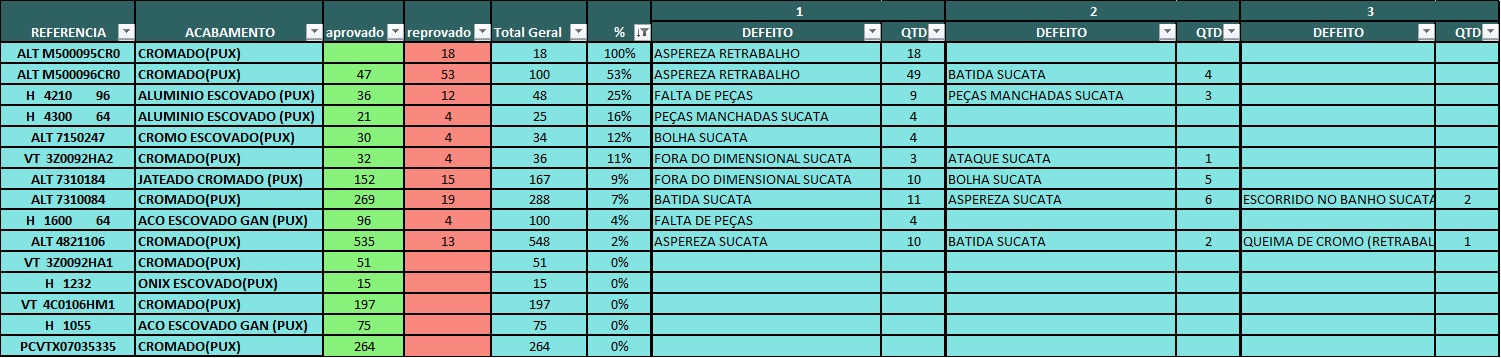 1 2 3
REFERENCIA ACABAMENTO aprovado reprovado Total Geral % DEFEITO QTD DEFEITO QTD DEFEITO QTD
ALT M500095CR0 CROMADO(PUX) 18 18 100% ASPEREZA RETRABALHO 18
ALT M500096CR0 CROMADO(PUX) 47 53 100 53% ASPEREZA RETRABALHO 49 BATIDA SUCATA 4
H 4210 96 ALUMINIO ESCOVADO (PUX) 36 12 48 25% FALTA DE PEÇAS 9 PEÇAS MANCHADAS SUCATA 3
H 4300 64 ALUMINIO ESCOVADO (PUX) 21 4 25 16% PEÇAS MANCHADAS SUCATA 4
ALT 7150247 CROMO ESCOVADO(PUX) 30 4 34 12% BOLHA SUCATA 4
VT 3Z0092HA2 CROMADO(PUX) 32 4 36 11% FORA DO DIMENSIONAL SUCATA 3 ATAQUE SUCATA 1
ALT 7310184 JATEADO CROMADO (PUX) 152 15 167 9% FORA DO DIMENSIONAL SUCATA 10 BOLHA SUCATA 5
ALT 7310084 CROMADO(PUX) 269 19 288 7% BATIDA SUCATA 11 ASPEREZA SUCATA 6 ESCORRIDO NO BANHO SUCATA 2
H 1600 64 ACO ESCOVADO GAN (PUX) 96 4 100 4% FALTA DE PEÇAS 4
ALT 4821106 CROMADO(PUX) 535 13 548 2% ASPEREZA SUCATA 10 BATIDA SUCATA 2 QUEIMA DE CROMO (RETRABAL 1
VT 3Z0092HA1 CROMADO(PUX) 51 51 0%
H 1232 ONIX ESCOVADO(PUX) 15 15 0%
VT 4C0106HM1 CROMADO(PUX) 197 197 0%
H 1055 ACO ESCOVADO GAN (PUX) 75 75 0%
PCVTX07035335 CROMADO(PUX) 264 264 0%